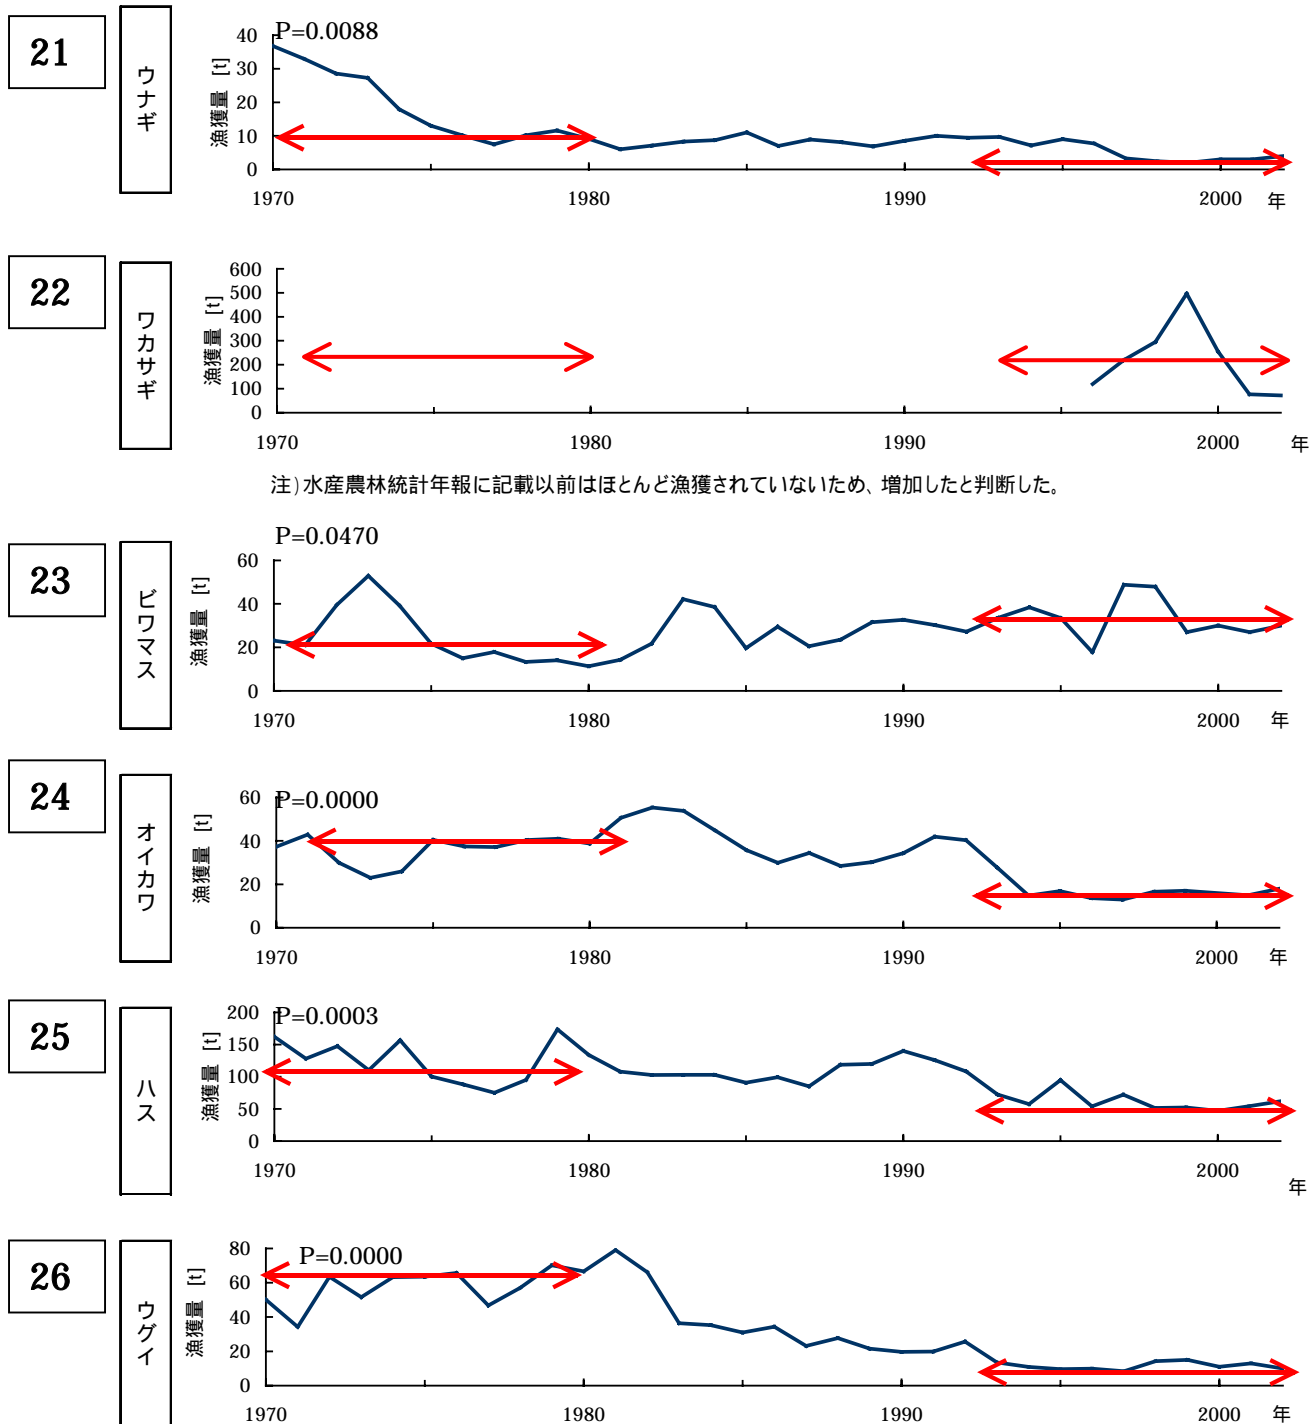 21
ウナギ
P=0.0088
漁獲量 [t]
40
30
20
10
0
1970
1980
1990
2000
年
22
ワカサギ
漁獲量 [t]
600
500
400
300
200
100
0
1970
1980
1990
2000
年
注)水産農林統計年報に記載以前はほとんど漁獲されていないため、増加したと判断した。
23
ビワマス
P=0.0470
漁獲量 [t]
60
40
20
0
1970
1980
1990
2000
年
24
オイカワ
P=0.0000
漁獲量 [t]
60
40
20
0
1970
1980
1990
2000
年
25
ハス
P=0.0003
漁獲量 [t]
200
150
100
50
0
1970
1980
1990
2000
年
26
ウグイ
P=0.0000
漁獲量 [t]
80
60
40
20
0
1970
1980
1990
2000
年